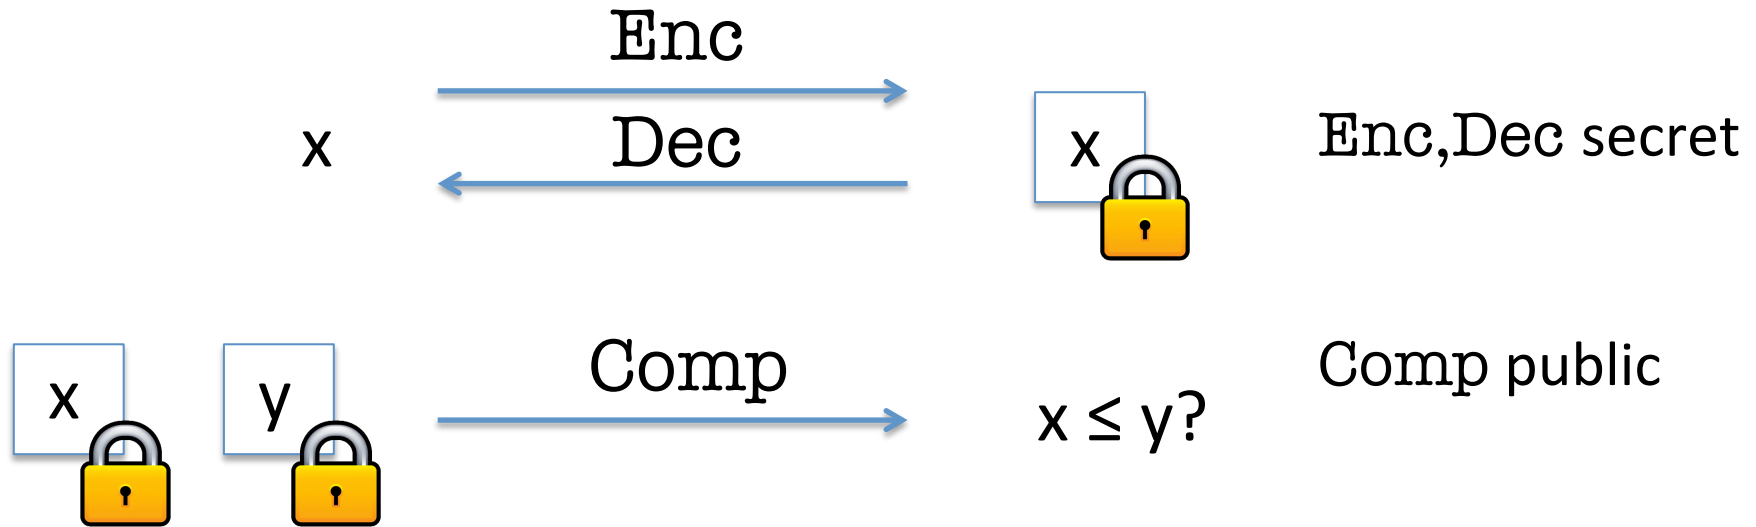 Enc
x
Dec
x
Enc,Dec secret
x
y
Comp
x ≤ y?
Comp public